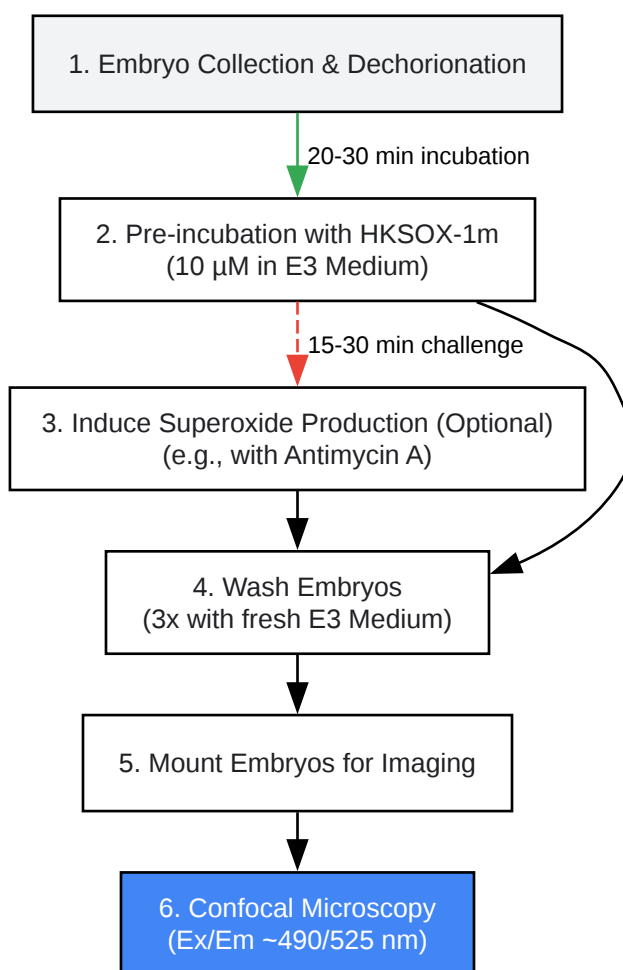 1. Embryo Collection & Dechorionation
20-30 min incubation
2. Pre-incubation with HKSOX-1m
(10 µM in E3 Medium)
15-30 min challenge
3. Induce Superoxide Production (Optional)
(e.g., with Antimycin A)
4. Wash Embryos
(3x with fresh E3 Medium)
5. Mount Embryos for Imaging
6. Confocal Microscopy
(Ex/Em ~490/525 nm)